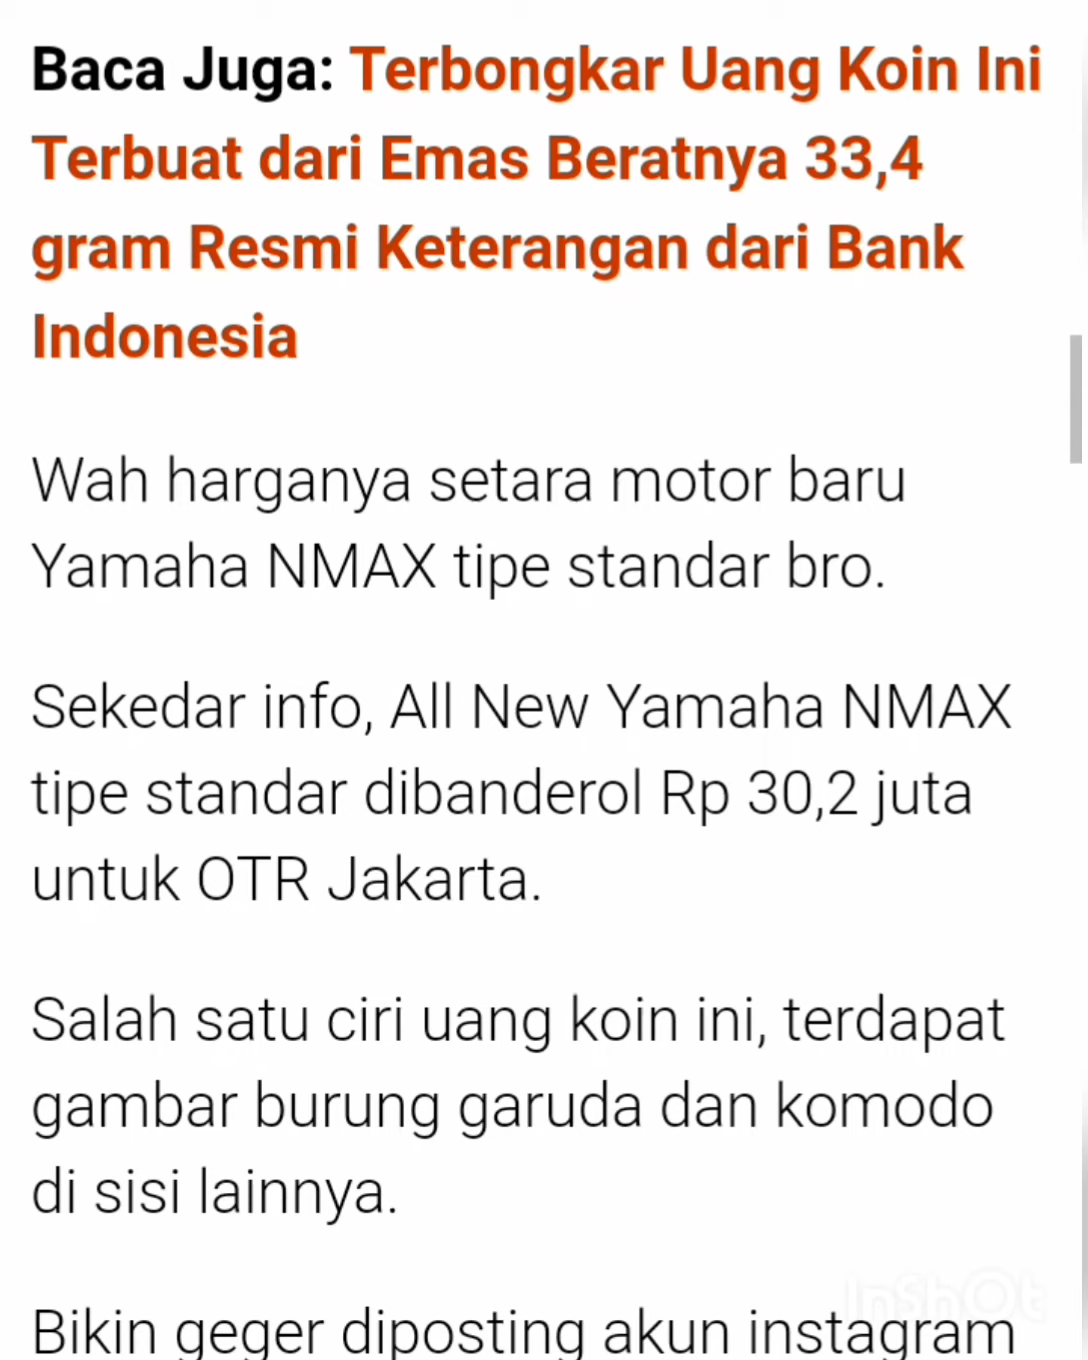 Baca Juga: Terbongkar Uang Koin Ini
Terbuat dari Emas Beratnya 33,4
gram Resmi Keterangan dari Bank
Indonesia
Wah harganya setara motor baru
Yamaha NMAX tipe standar bro.
Sekedar info, All New Yamaha NMAX
tipe standar dibanderol Rp 30,2 juta
untuk OTR Jakarta.
Salah satu ciri uang koin ini, terdapat
gambar burung garuda dan komodo
di sisi lainnya.
InShOt
Bikin geger diposting akun instagram